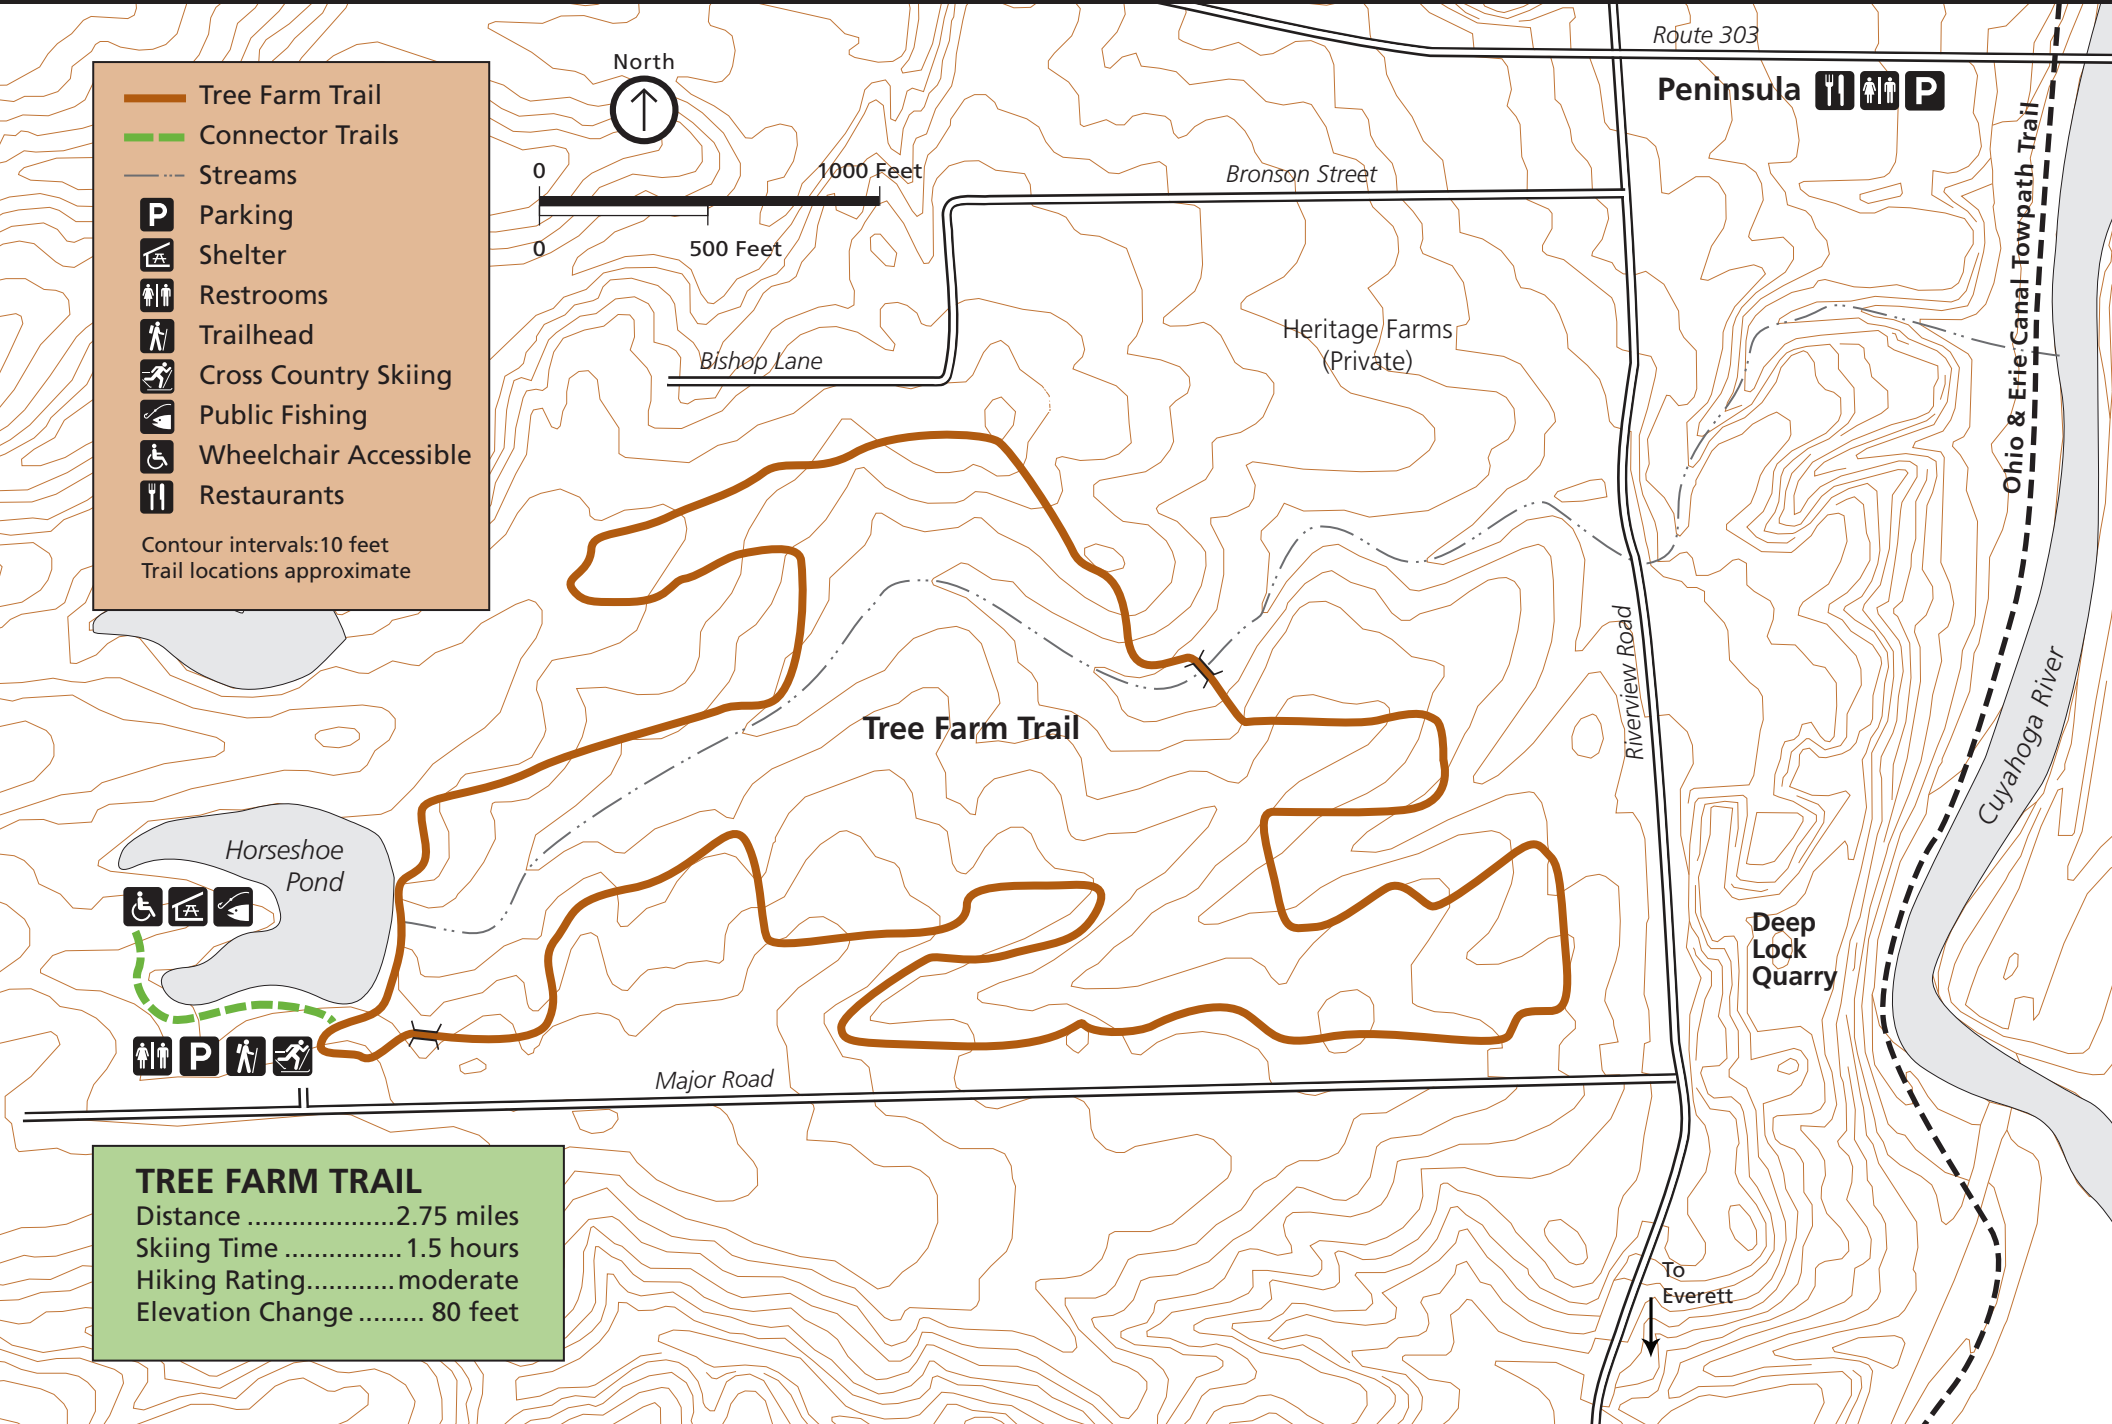 Route 303
Peninsula
P
North
0 1000 Feet
0 500 Feet
Tree Farm Trail
Connector Trails
Streams
P Parking
Shelter
Restrooms
Trailhead
Cross Country Skiing
Public Fishing
Wheelchair Accessible
Restaurants
Contour intervals:10 feet
Trail locations approximate
Bronson Street
Bishop Lane
Heritage Farms
(Private)
Ohio & Erie Canal Towpath Trail
Riverview Road
Cuyahoga River
Tree Farm Trail
Horseshoe
Pond
Deep
Lock
Quarry
P
Major Road
To
Everett
TREE FARM TRAIL
Distance ....................2.75 miles
Skiing Time ................1.5 hours
Hiking Rating............moderate
Elevation Change ......... 80 feet